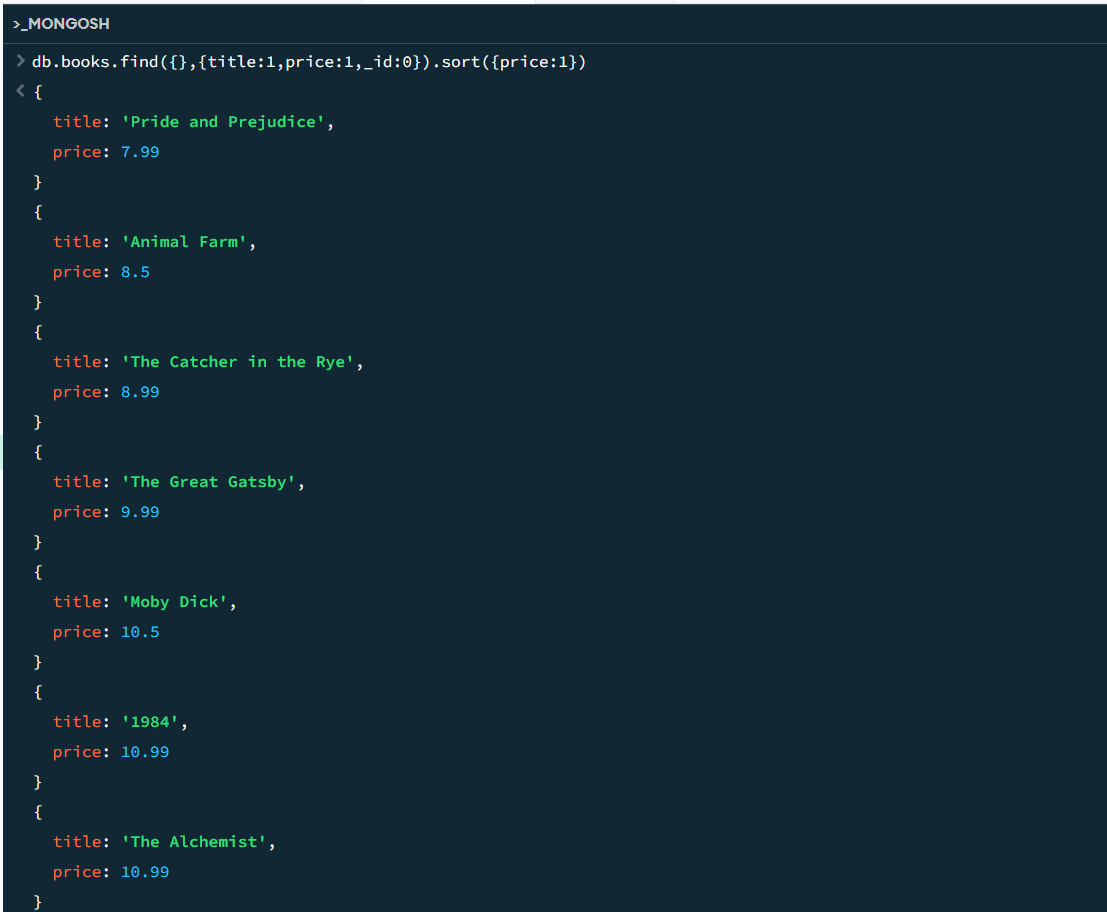 >_MONGOSH
> db.books.find({},{title:1,price:1,_id:0}).sort({price:1})
< {
title: 'Pride and Prejudice',
price: 7.99
}
{
title: 'Animal Farm',
price: 8.5
}
{
title: 'The Catcher in the Rye',
price: 8.99
}
{
title: 'The Great Gatsby',
price: 9.99
}
{
title: 'Moby Dick',
price: 10.5
}
{
title: '1984',
price: 10.99
}
{
title: 'The Alchemist',
price: 10.99
}